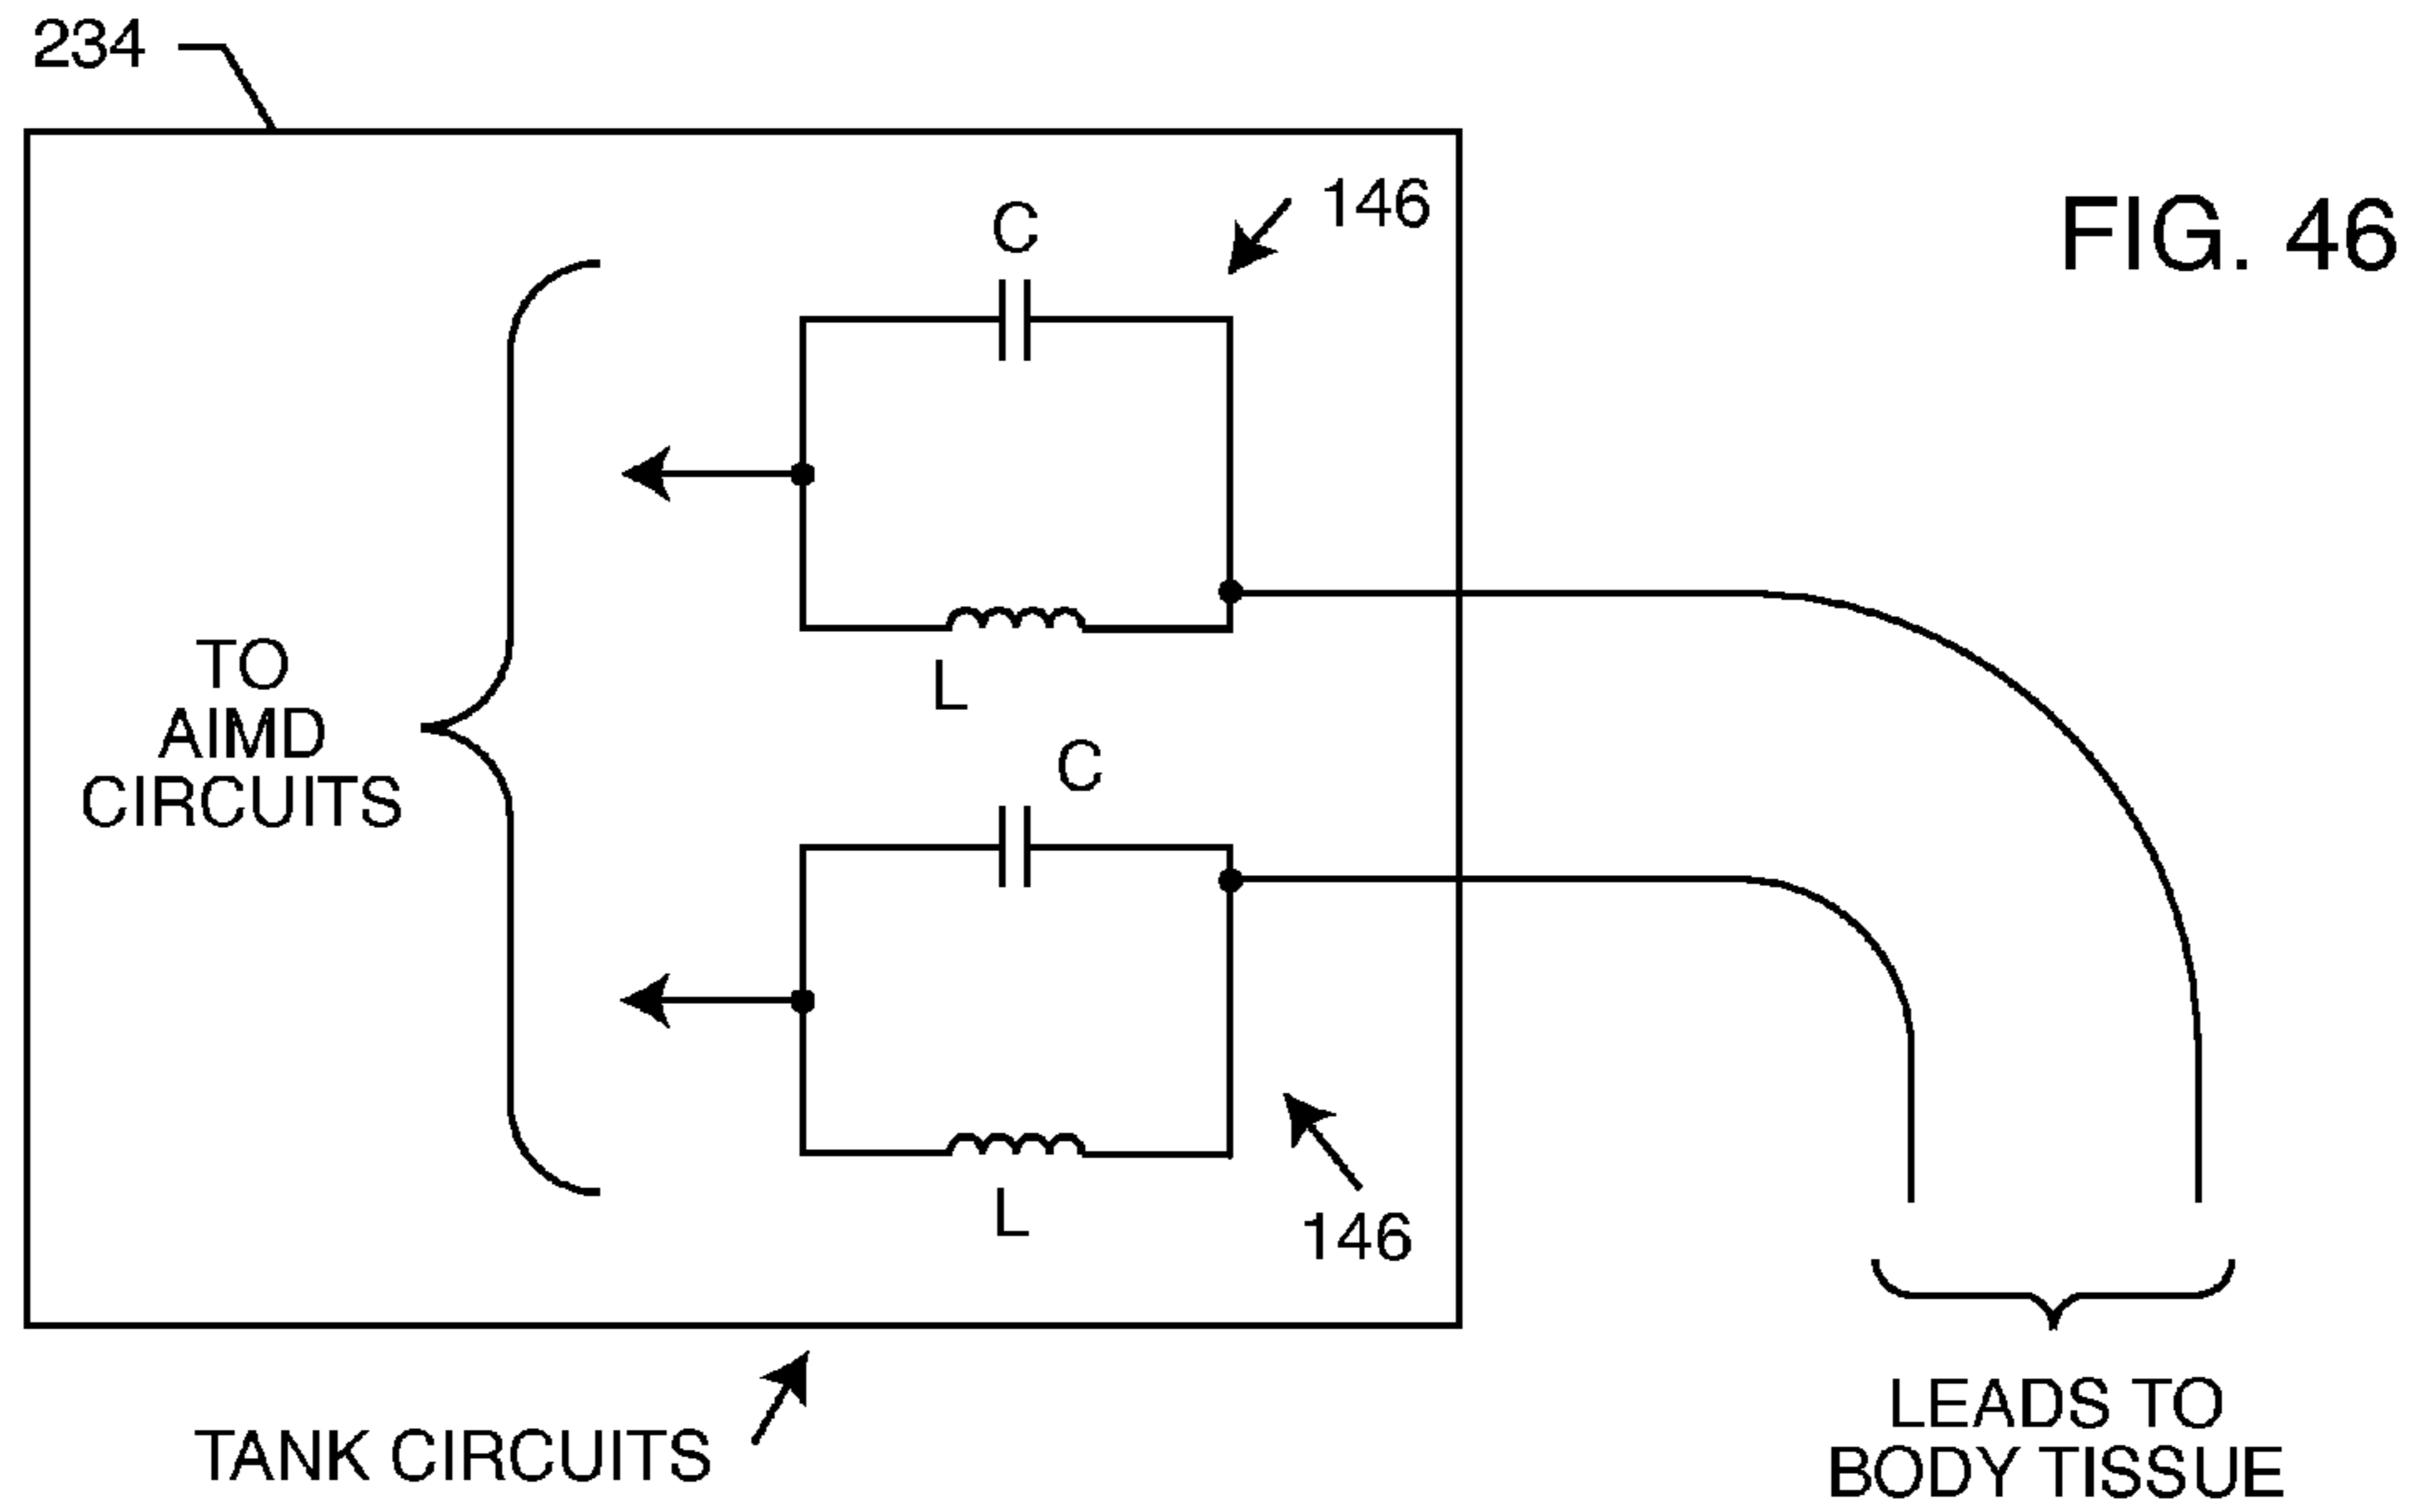 234
146
FIG. 46
C
TO
AIMD
CIRCUITS
L
C
L
146
TANK CIRCUITS
LEADS TO
BODY TISSUE